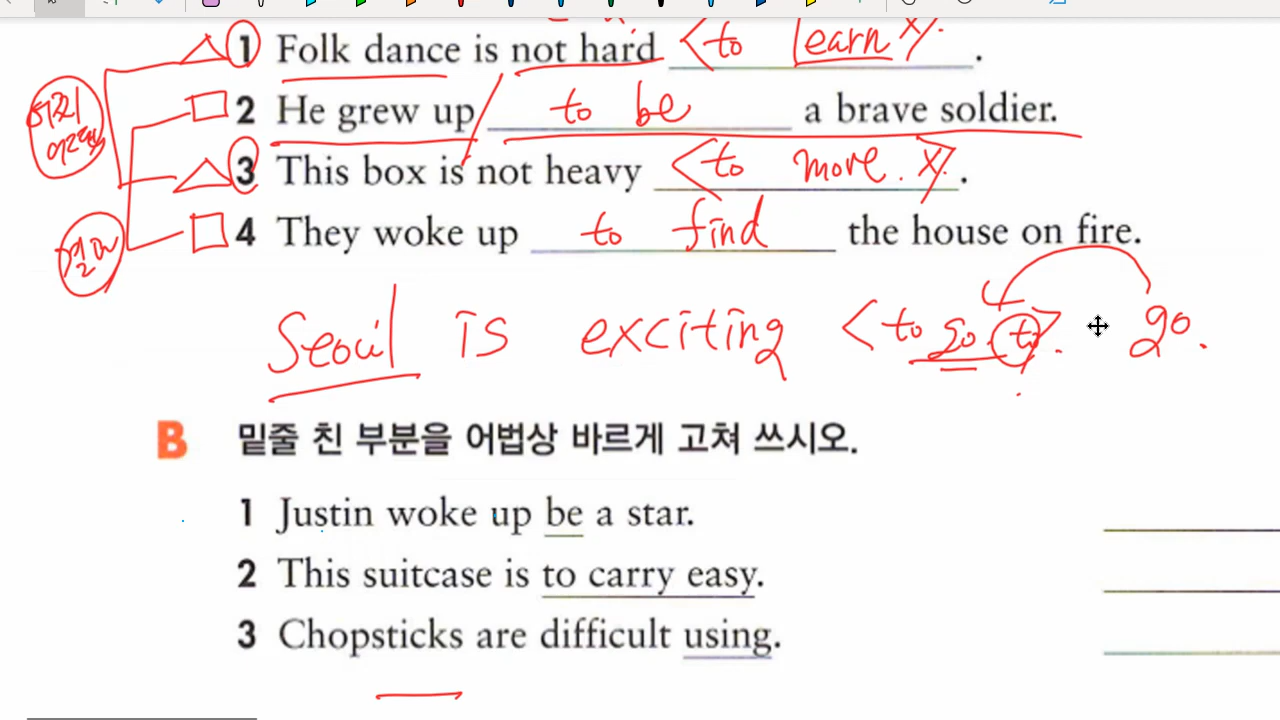 1 Folk dance is not hard <to learn X>.
2 He grew up to be a brave soldier.
3 This box is not heavy <to more. X>.
4 They woke up to find the house on fire.
Seoul is exciting <to go to>. go.
B 밑줄 친 부분을 어법상 바르게 고쳐 쓰시오.
1 Justin woke up be a star.
2 This suitcase is to carry easy.
3 Chopsticks are difficult using.